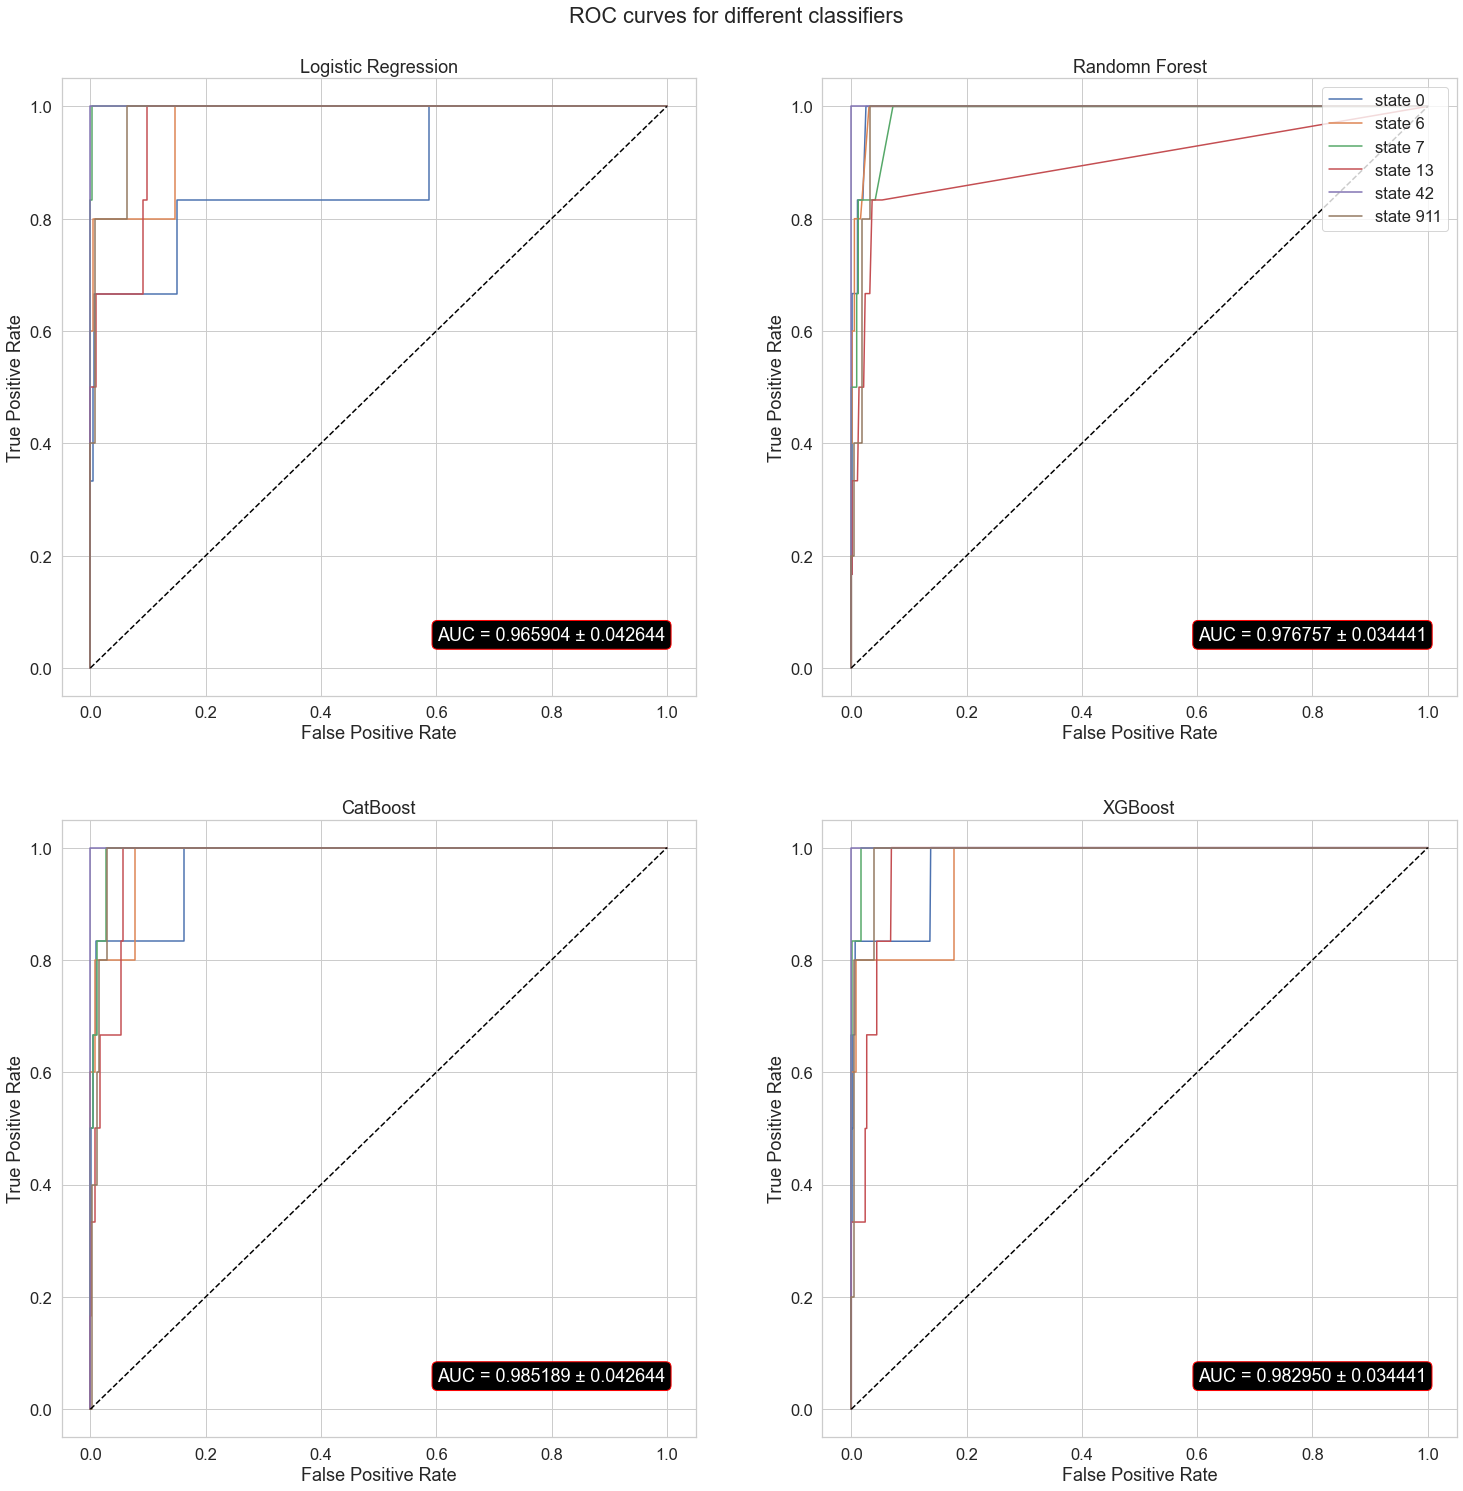 ROC curves for different classifiers
Logistic Regression
1.0
0.8
0.6
0.4
0.2
0.0
True Positive Rate
AUC = 0.965904 ± 0.042644
0.0 0.2 0.4 0.6 0.8 1.0
False Positive Rate
Randomn Forest
1.0
0.8
0.6
0.4
0.2
0.0
True Positive Rate
state 0
state 6
state 7
state 13
state 42
state 911
AUC = 0.976757 ± 0.034441
0.0 0.2 0.4 0.6 0.8 1.0
False Positive Rate
CatBoost
1.0
0.8
0.6
0.4
0.2
0.0
True Positive Rate
AUC = 0.985189 ± 0.042644
0.0 0.2 0.4 0.6 0.8 1.0
False Positive Rate
XGBoost
1.0
0.8
0.6
0.4
0.2
0.0
True Positive Rate
AUC = 0.982950 ± 0.034441
0.0 0.2 0.4 0.6 0.8 1.0
False Positive Rate